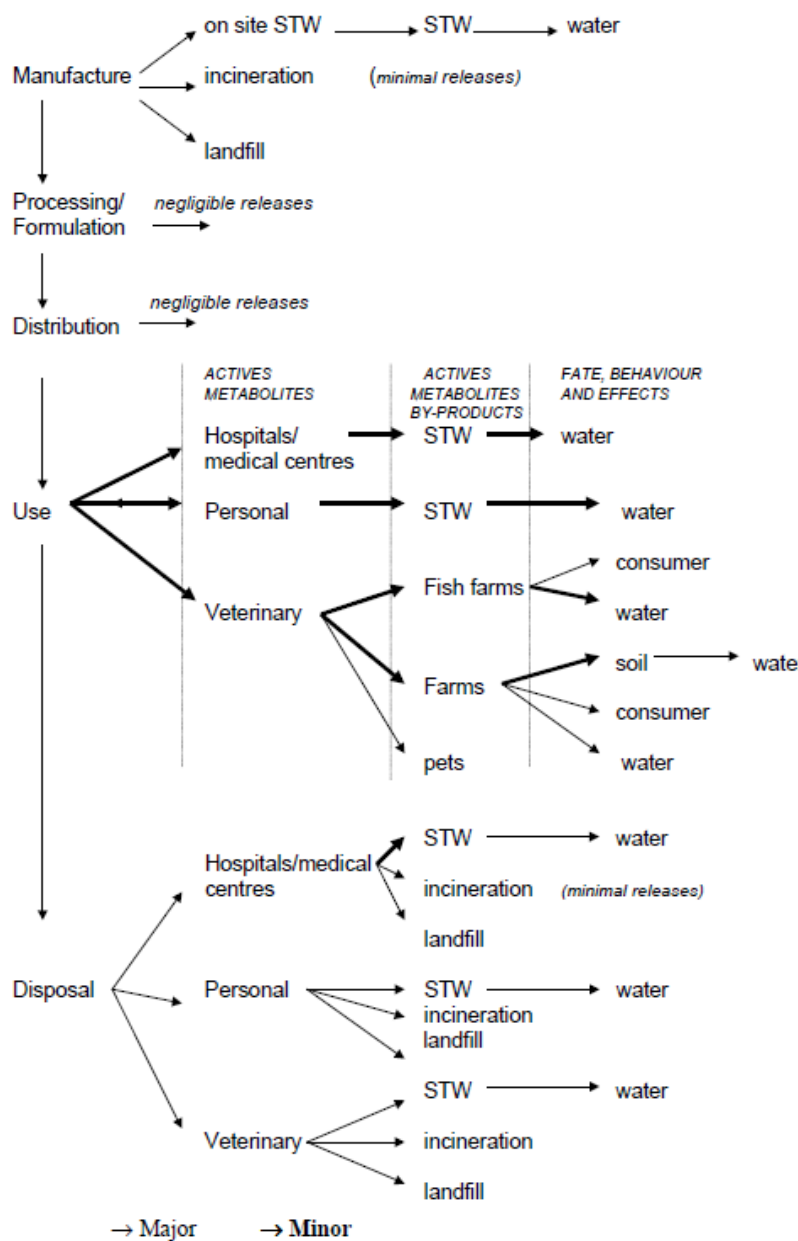 on site STW STW water
Manufacture incineration (minimal releases)
landfill
Processing/ negligible releases
Formulation
negligible releases
Distribution
ACTIVES ACTIVES FATE, BEHAVIOUR
METABOLITES METABOLITES AND EFFECTS
BY-PRODUCTS
Hospitals/ STW water
medical centres
Use Personal STW water
consumer
Fish farms
Veterinary water
soil wate
Farms
consumer
pets water
STW water
Hospitals/medical
centres incineration (minimal releases)
landfill
Disposal Personal STW water
incineration
landfill
STW water
Veterinary incineration
landfill
→ Major → Minor